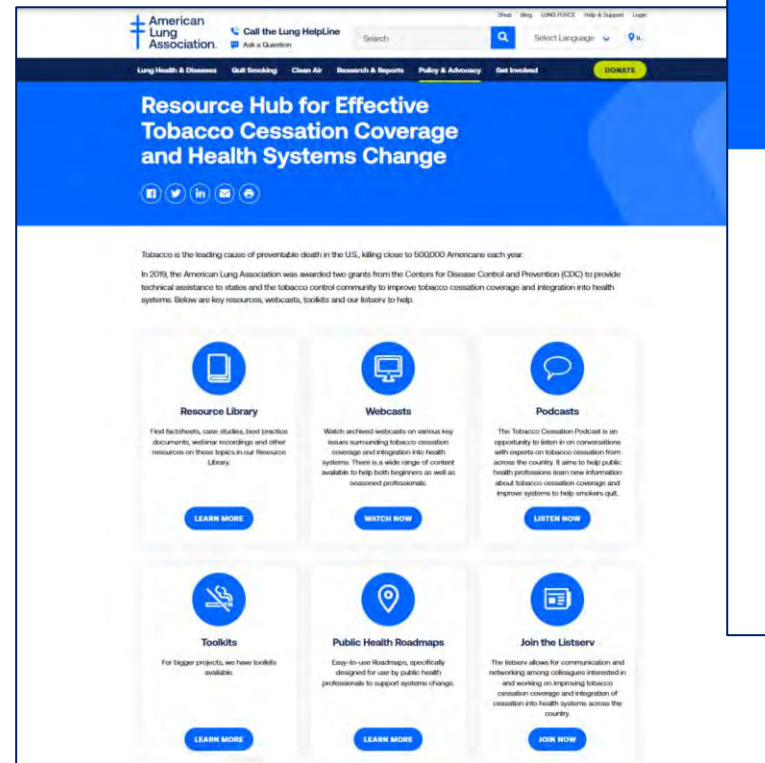 Shop Blog LUNG FORCE Help & Support Login
American
Lung
Association.
Call the Lung HelpLine
Ask a Question
Search
Select Language
IL
Lung Health & Diseases Quit Smoking Clean Air Research & Reports Policy & Advocacy Get Involved DONATE
Resource Hub for Effective
Tobacco Cessation Coverage
and Health Systems Change
Tobacco is the leading cause of preventable death in the U.S., killing close to 500,000 Americans each year.
In 2019, the American Lung Association was awarded two grants from the Centers for Disease Control and Prevention (CDC) to provide
technical assistance to states and the tobacco control community to improve tobacco cessation coverage and integration into health
systems. Below are key resources, webcasts, toolkits and our listserv to help.
Resource Library
Find factsheets, case studies, best practice
documents, webinar recordings and other
resources on these topics in our Resource
Library.
LEARN MORE
Webcasts
Watch archived webcasts on various key
issues surrounding tobacco cessation
coverage and integration into health
systems. There is a wide range of content
available to help both beginners as well as
seasoned professionals.
WATCH NOW
Podcasts
The Tobacco Cessation Podcast is an
opportunity to listen in on conversations
with experts on tobacco cessation from
across the country. It aims to help public
health professions learn new information
about tobacco cessation coverage and
improve systems to help smokers quit.
LISTEN NOW
Toolkits
For bigger projects, we have toolkits
available.
LEARN MORE
Public Health Roadmaps
Easy-to-use Roadmaps, specifically
designed for use by public health
professionals to support systems change.
LEARN MORE
Join the Listserv
The listserv allows for communication and
networking among colleagues interested in
and working on improving tobacco
cessation coverage and integration of
cessation into health systems across the
country.
JOIN NOW